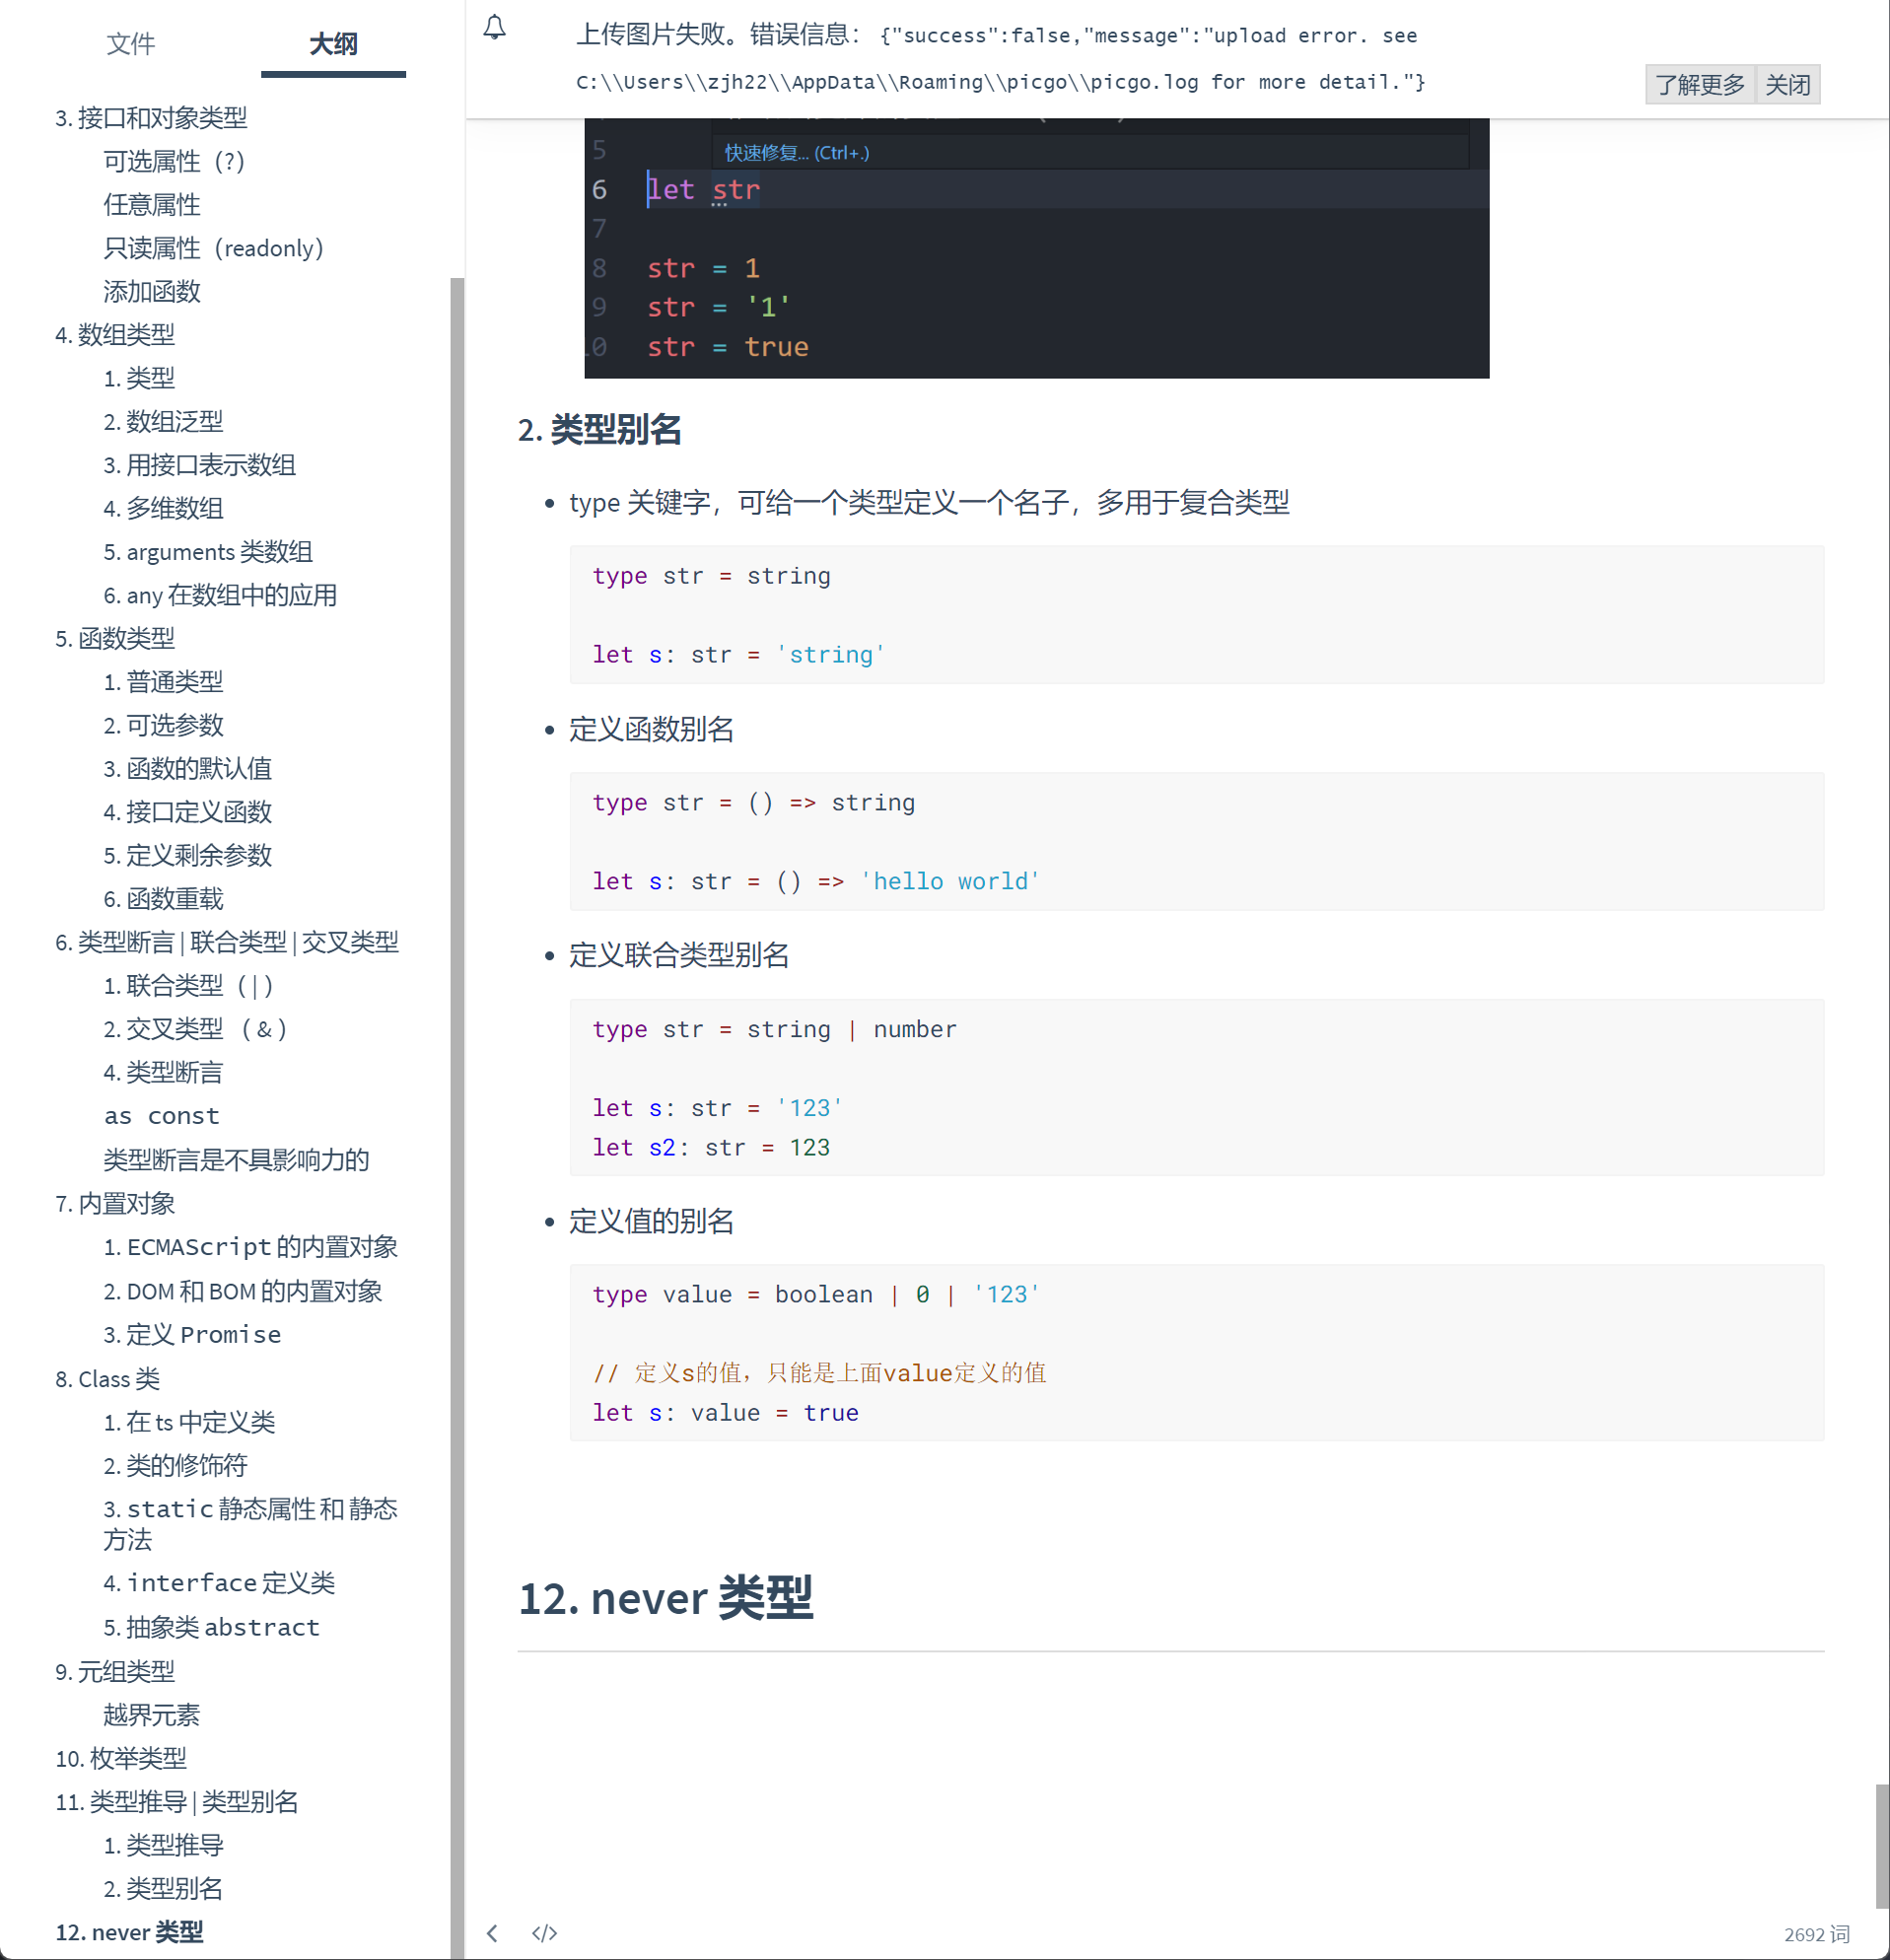 文件
大纲
3. 接口和对象类型
可选属性（?）
任意属性
只读属性（readonly）
添加函数
4. 数组类型
1. 类型
2. 数组泛型
3. 用接口表示数组
4. 多维数组
5. arguments 类数组
6. any 在数组中的应用
5. 函数类型
1. 普通类型
2. 可选参数
3. 函数的默认值
4. 接口定义函数
5. 定义剩余参数
6. 函数重载
6. 类型断言 | 联合类型 | 交叉类型
1. 联合类型（ | ）
2. 交叉类型 （ & ）
4. 类型断言
as const
类型断言是不具影响力的
7. 内置对象
1. ECMAScript 的内置对象
2. DOM 和 BOM 的内置对象
3. 定义 Promise
8. Class 类
1. 在 ts 中定义类
2. 类的修饰符
3. static 静态属性 和 静态
方法
4. interface 定义类
5. 抽象类 abstract
9. 元组类型
越界元素
10. 枚举类型
11. 类型推导 | 类型别名
1. 类型推导
2. 类型别名
12. never 类型
上传图片失败。错误信息： {"success":false,"message":"upload error. see
C:\\Users\\zjh22\\AppData\\Roaming\\picgo\\picgo.log for more detail."}
了解更多 关闭
5 快速修复... (Ctrl+.)
6 let str
7
8 str = 1
9 str = '1'
10 str = true
2. 类型别名
• type 关键字，可给一个类型定义一个名子，多用于复合类型
type str = string
let s: str = 'string'
• 定义函数别名
type str = () => string
let s: str = () => 'hello world'
• 定义联合类型别名
type str = string | number
let s: str = '123'
let s2: str = 123
• 定义值的别名
type value = boolean | 0 | '123'
// 定义s的值，只能是上面value定义的值
let s: value = true
12. never 类型
</> 2692 词